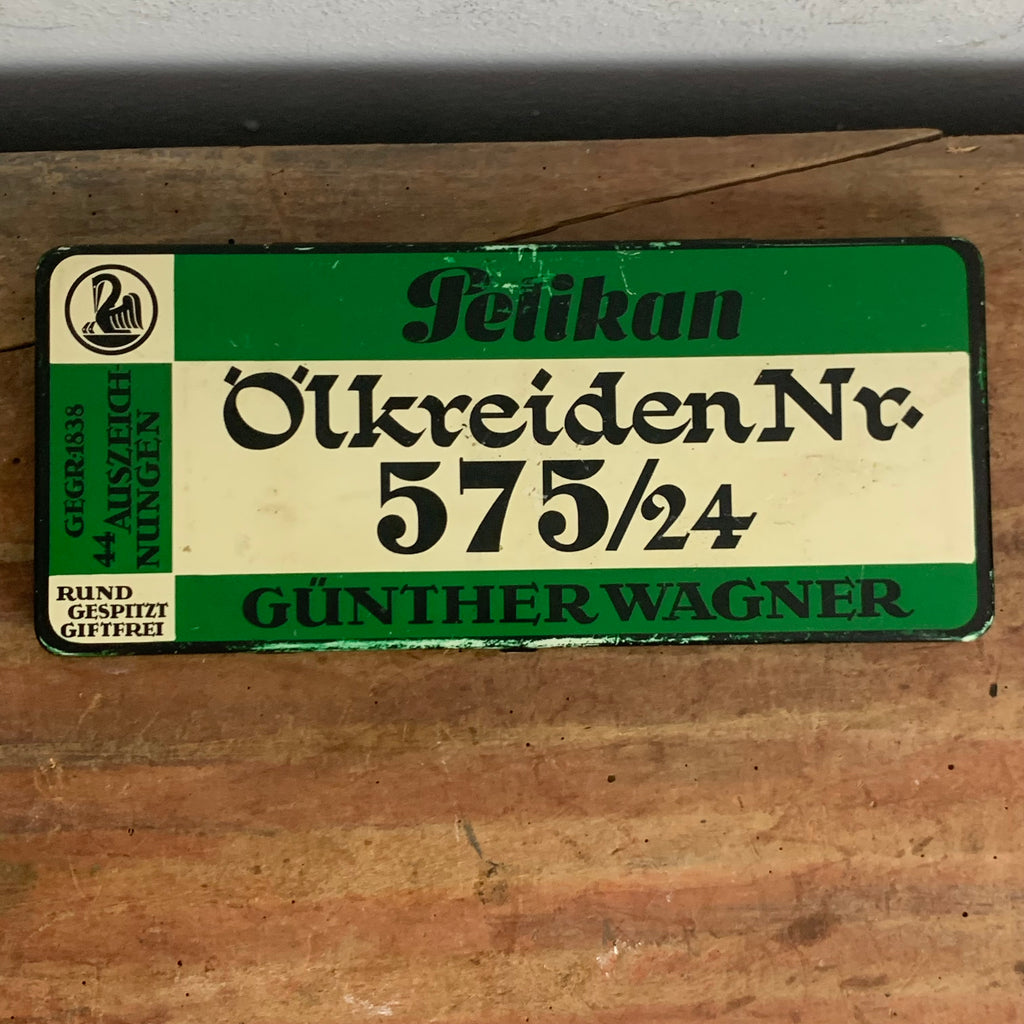 Pelikan
Ölkreiden Nr.
575/24
GÜNTHER WAGNER
GEGR·1838
44 AUSZEICH-
NUNGEN
RUND
GESPITZT
GIFTFREI